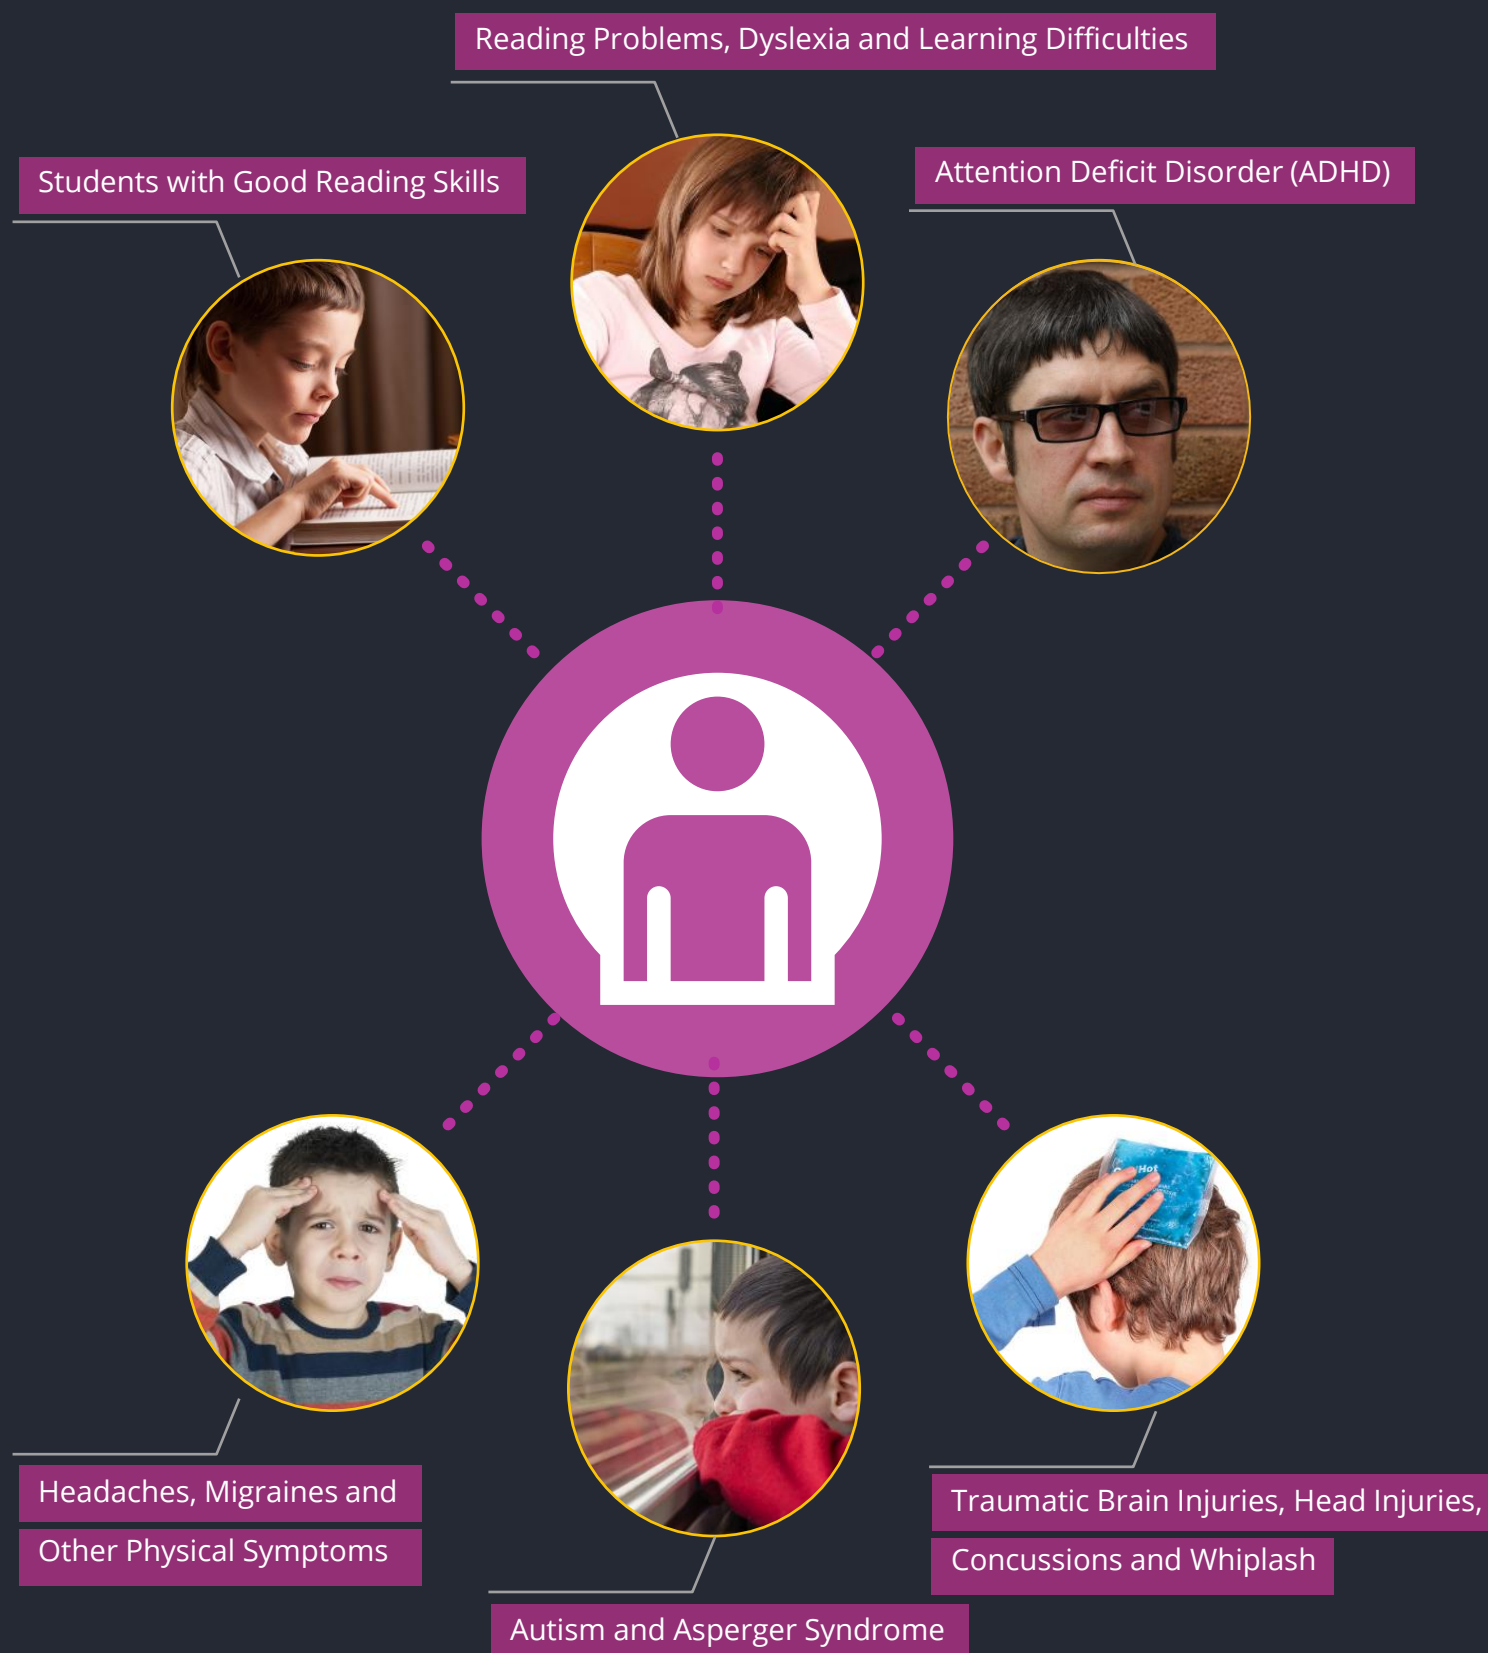 Reading Problems, Dyslexia and Learning Difficulties
Students with Good Reading Skills
Attention Deficit Disorder (ADHD)
Headaches, Migraines and
Other Physical Symptoms
Traumatic Brain Injuries, Head Injuries,
Concussions and Whiplash
Autism and Asperger Syndrome